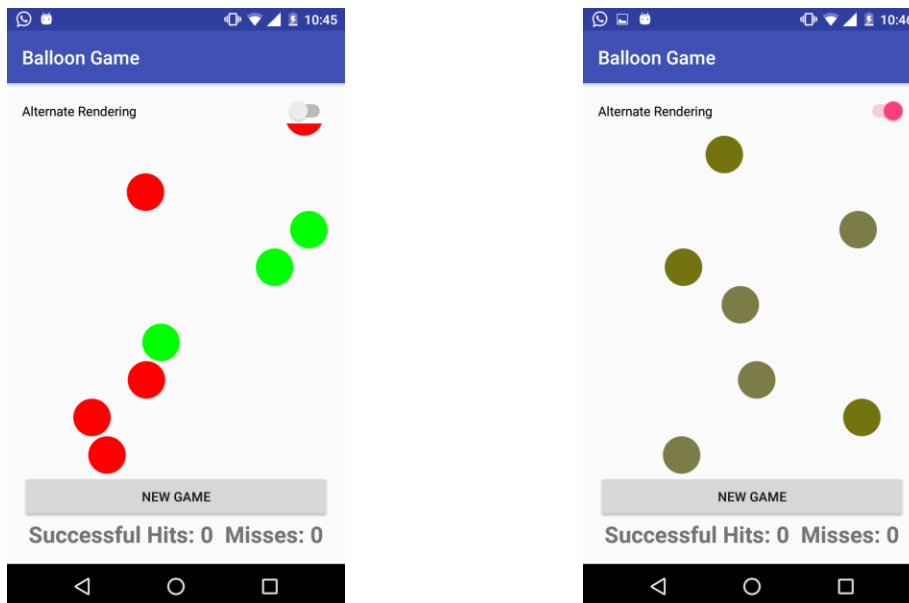 10:45
Balloon Game
Alternate Rendering
NEW GAME
Successful Hits: 0 Misses: 0
10:46
Balloon Game
Alternate Rendering
NEW GAME
Successful Hits: 0 Misses: 0